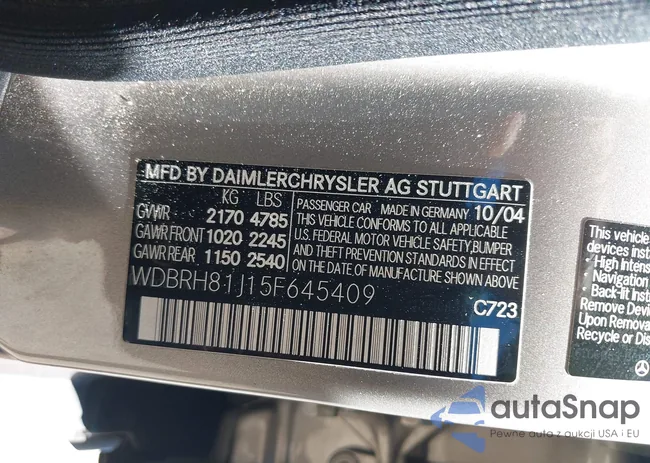 MFD BY DAIMLERCHRYSLER AG STUTTGART
KG LBS
GVWR 2170 4785
GAWR FRONT 1020 2245
GAWR REAR 1150 2540
PASSENGER CAR MADE IN GERMANY 10/04
THIS VEHICLE CONFORMS TO ALL APPLICABLE
U.S. FEDERAL MOTOR VEHICLE SAFETY, BUMPER
AND THEFT PREVENTION STANDARDS IN EFFECT
ON THE DATE OF MANUFACTURE SHOWN ABOVE
WDBRH81J15F645409
C723
This vehicle
devices inst
• High Intens
• Navigation
• Back-lit Inst
Remove Devic
Upon Remova
Recycle or Dis
autaSnap
Pewne auta z aukcji USA i EU